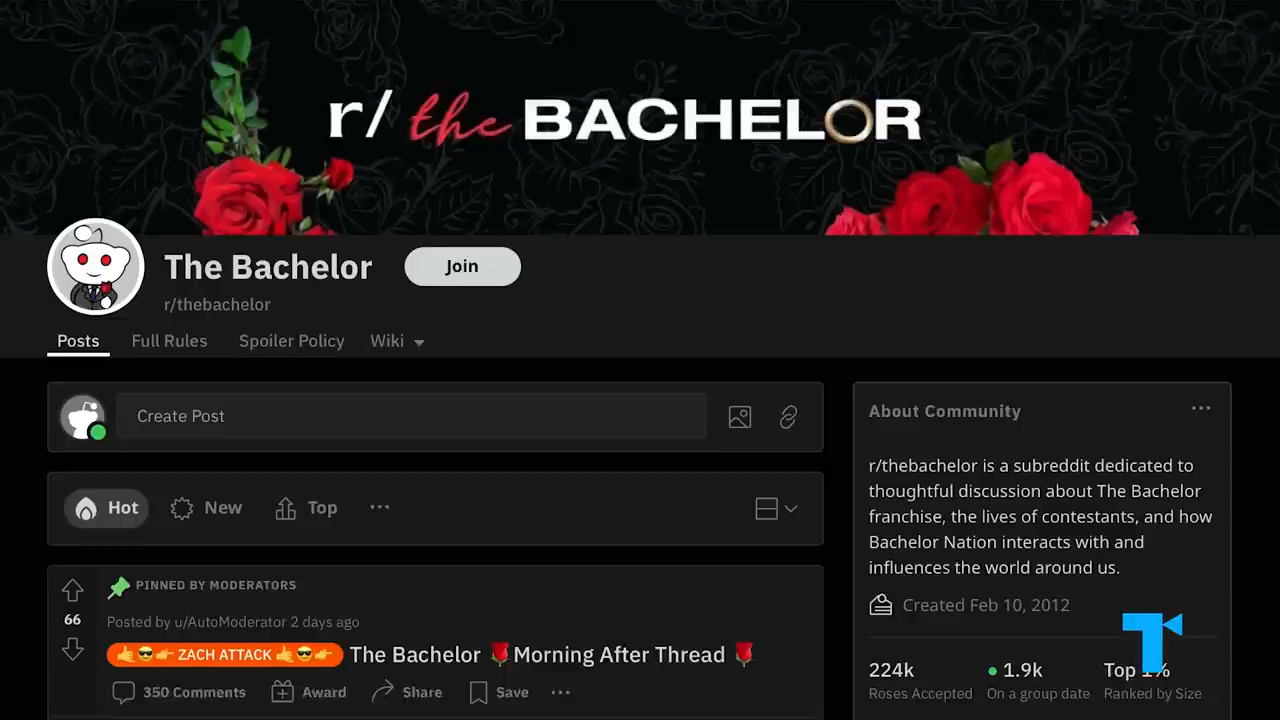 r/ the BACHELOR
The Bachelor
Join
r/thebachelor
Posts
Full Rules
Spoiler Policy
Wiki
Create Post
Hot
New
Top
PINNED BY MODERATORS
66
Posted by u/AutoModerator 2 days ago
ZACH ATTACK
The Bachelor 🌹Morning After Thread 🌹
350 Comments
Award
Share
Save
About Community
r/thebachelor is a subreddit dedicated to
thoughtful discussion about The Bachelor
franchise, the lives of contestants, and how
Bachelor Nation interacts with and
influences the world around us.
Created Feb 10, 2012
224k
1.9k
Top 1%
Roses Accepted
On a group date
Ranked by Size